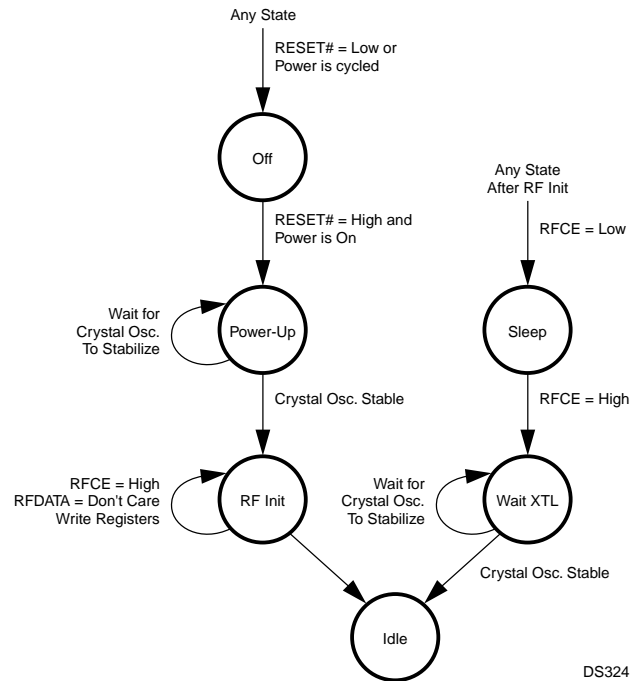 Any State
RESET# = Low or
Power is cycled
Off
Any State
After RF Init
RESET# = High and
Power is On
RFCE = Low
Wait for
Crystal Osc.
To Stabilize
Power-Up
Sleep
Crystal Osc. Stable
RFCE = High
RFCE = High
RFDATA = Don't Care
Write Registers
RF Init
Wait for
Crystal Osc.
To Stabilize
Wait XTL
Crystal Osc. Stable
Idle
DS324